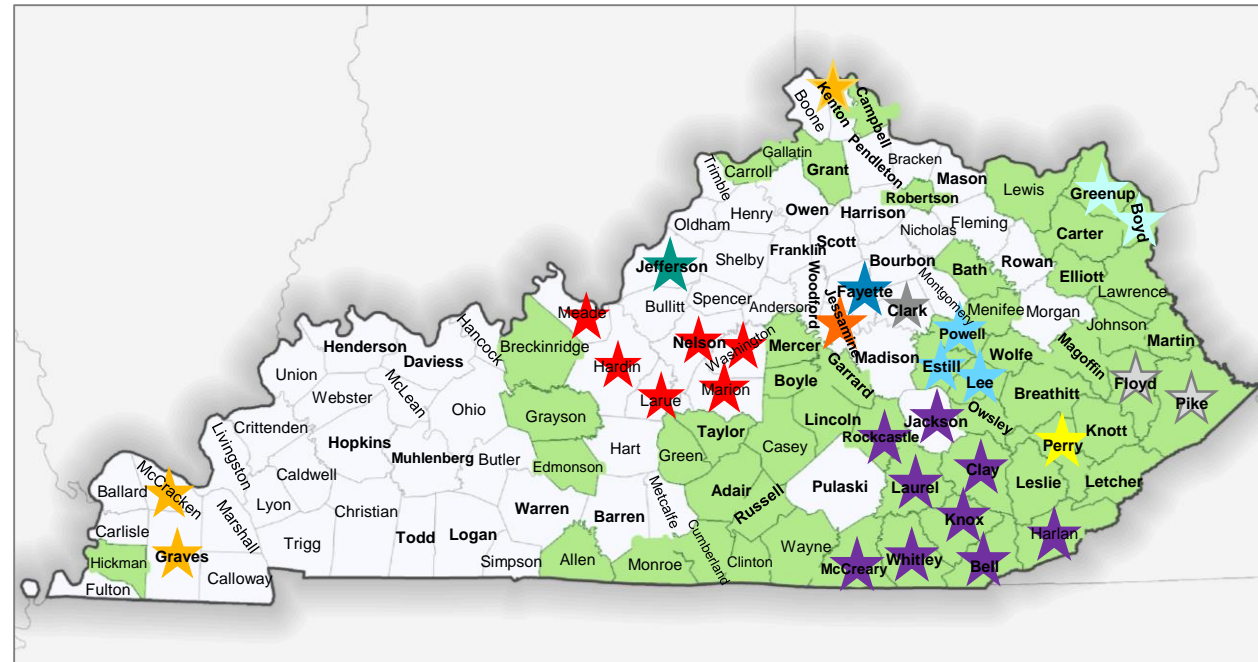 Kenton
Campbell
Boone
Pendleton
Bracken
Gallatin
Carroll
Trimble
Grant
Mason
Lewis
Greenup
Boyd
Robertson
Owen
Harrison
Henry
Oldham
Fleming
Nicholas
Carter
Scott
Franklin
Bourbon
Rowan
Elliott
Shelby
Jefferson
Bath
Lawrence
Woodford
Fayette
Montgomery
Menifee
Morgan
Spencer
Anderson
Bullitt
Clark
Jessamine
Johnson
Meade
Hancock
Nelson
Washington
Mercer
Powell
Martin
Magoffin
Henderson
Daviess
Breckinridge
Madison
Wolfe
Estill
Hardin
Garrard
Boyle
Lee
Floyd
Union
McLean
Webster
Marion
Larue
Breathitt
Pike
Ohio
Grayson
Lincoln
Owsley
Jackson
Crittenden
Taylor
Rockcastle
Knott
Perry
Livingston
Hopkins
Hart
Casey
Green
Muhlenberg
Butler
Edmonson
Clay
Caldwell
McCracken
Ballard
Leslie
Letcher
Laurel
Pulaski
Adair
Russell
Metcalfe
Lyon
Christian
Warren
Barren
Knox
Marshall
Carlisle
Harlan
Todd
Logan
Trigg
Wayne
Cumberland
Graves
Hickman
Simpson
Allen
Monroe
Clinton
McCreary
Whitley
Bell
Calloway
Fulton